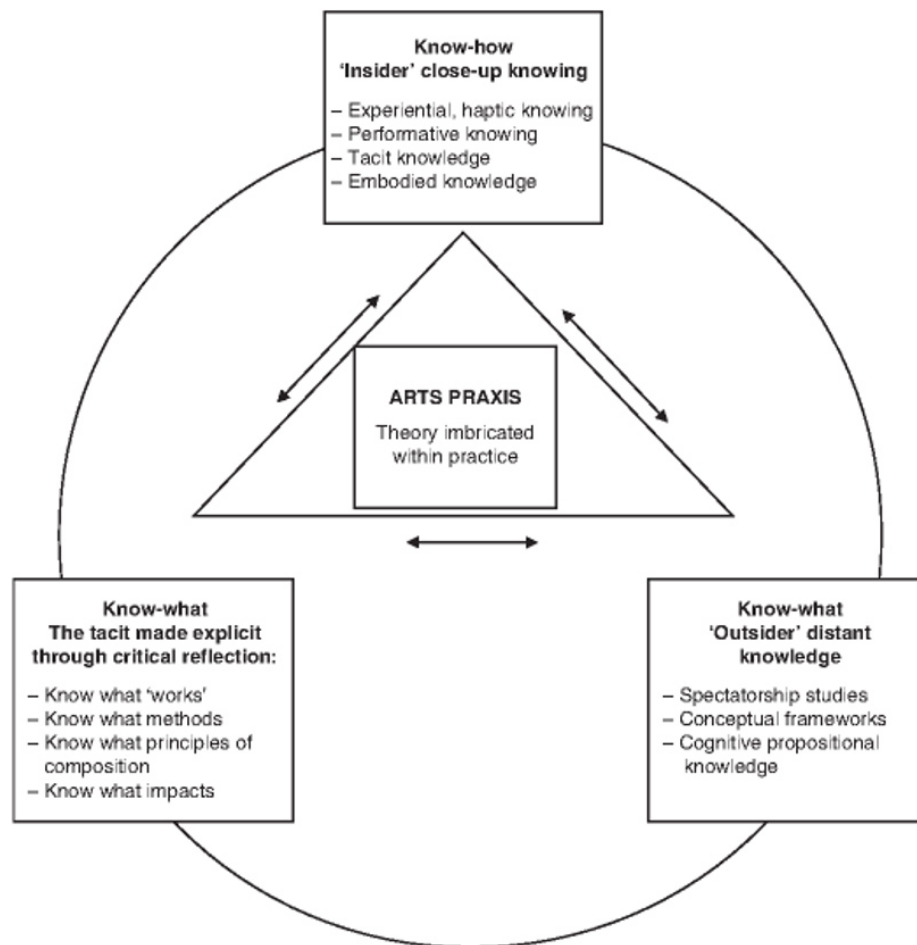 Know-how
‘Insider’ close-up knowing
– Experiential, haptic knowing
– Performative knowing
– Tacit knowledge
– Embodied knowledge
ARTS PRAXIS
Theory imbricated
within practice
Know-what
The tacit made explicit
through critical reflection:
– Know what ‘works’
– Know what methods
– Know what principles of
composition
– Know what impacts
Know-what
‘Outsider’ distant
knowledge
– Spectatorship studies
– Conceptual frameworks
– Cognitive propositional
knowledge